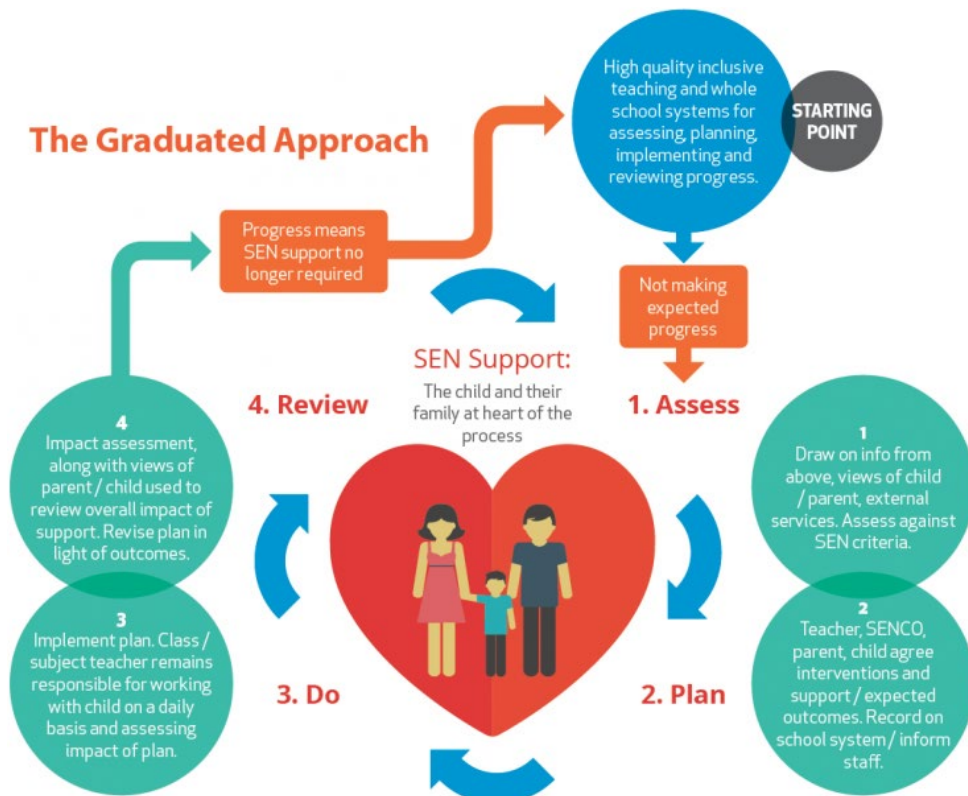 The Graduated Approach
High quality inclusive
teaching and whole
school systems for
assessing, planning,
implementing and
reviewing progress.
STARTING
POINT
Progress means
SEN support no
longer required
Not making
expected
progress
SEN Support:
The child and their
family at heart of the
process
4. Review
1. Assess
4
Impact assessment,
along with views of
parent / child used to
review overall impact of
support. Revise plan in
light of outcomes.
1
Draw on info from
above, views of child
/ parent, external
services. Assess against
SEN criteria.
3
Implement plan. Class /
subject teacher remains
responsible for working
with child on a daily
basis and assessing
impact of plan.
3. Do
2. Plan
2
Teacher, SENCO,
parent, child agree
interventions and
support / expected
outcomes. Record on
school system / inform
staff.